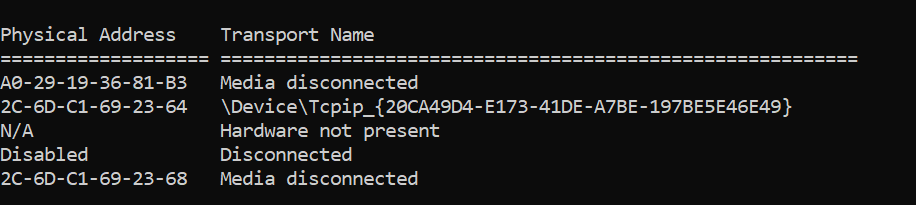 Physical Address    Transport Name
=================== ==========================================================
A0-29-19-36-81-B3   Media disconnected
2C-6D-C1-69-23-64   \Device\Tcpip_{20CA49D4-E173-41DE-A7BE-197BE5E46E49}
N/A                 Hardware not present
Disabled            Disconnected
2C-6D-C1-69-23-68   Media disconnected